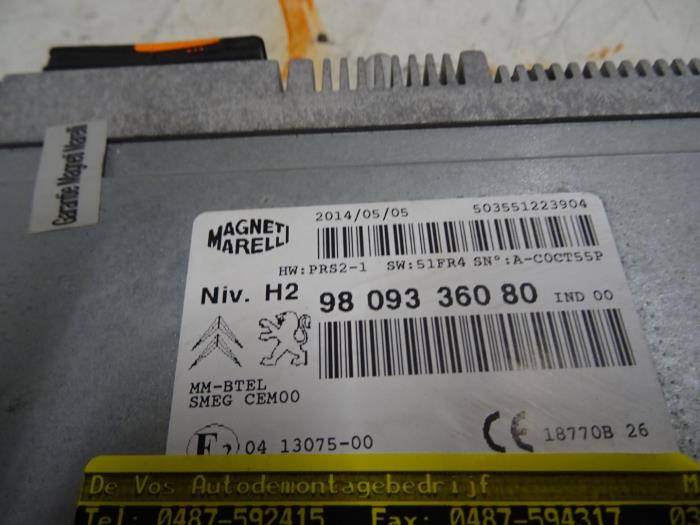 Garantie Magneti Marelli
MAGNETI MARELLI
2014/05/05 503551223904
HW:PRS2-1 SW:51FR4 SN°:A-C0CT55P
Niv. H2 98 093 360 80 IND 00
MM-BTEL
SMEG CEM00
E2 04 13075-00 CE 18770B 26
De Vos Autodemontagebedrijf M
Tel: 0487-592415 Fax: 0487-594317 03